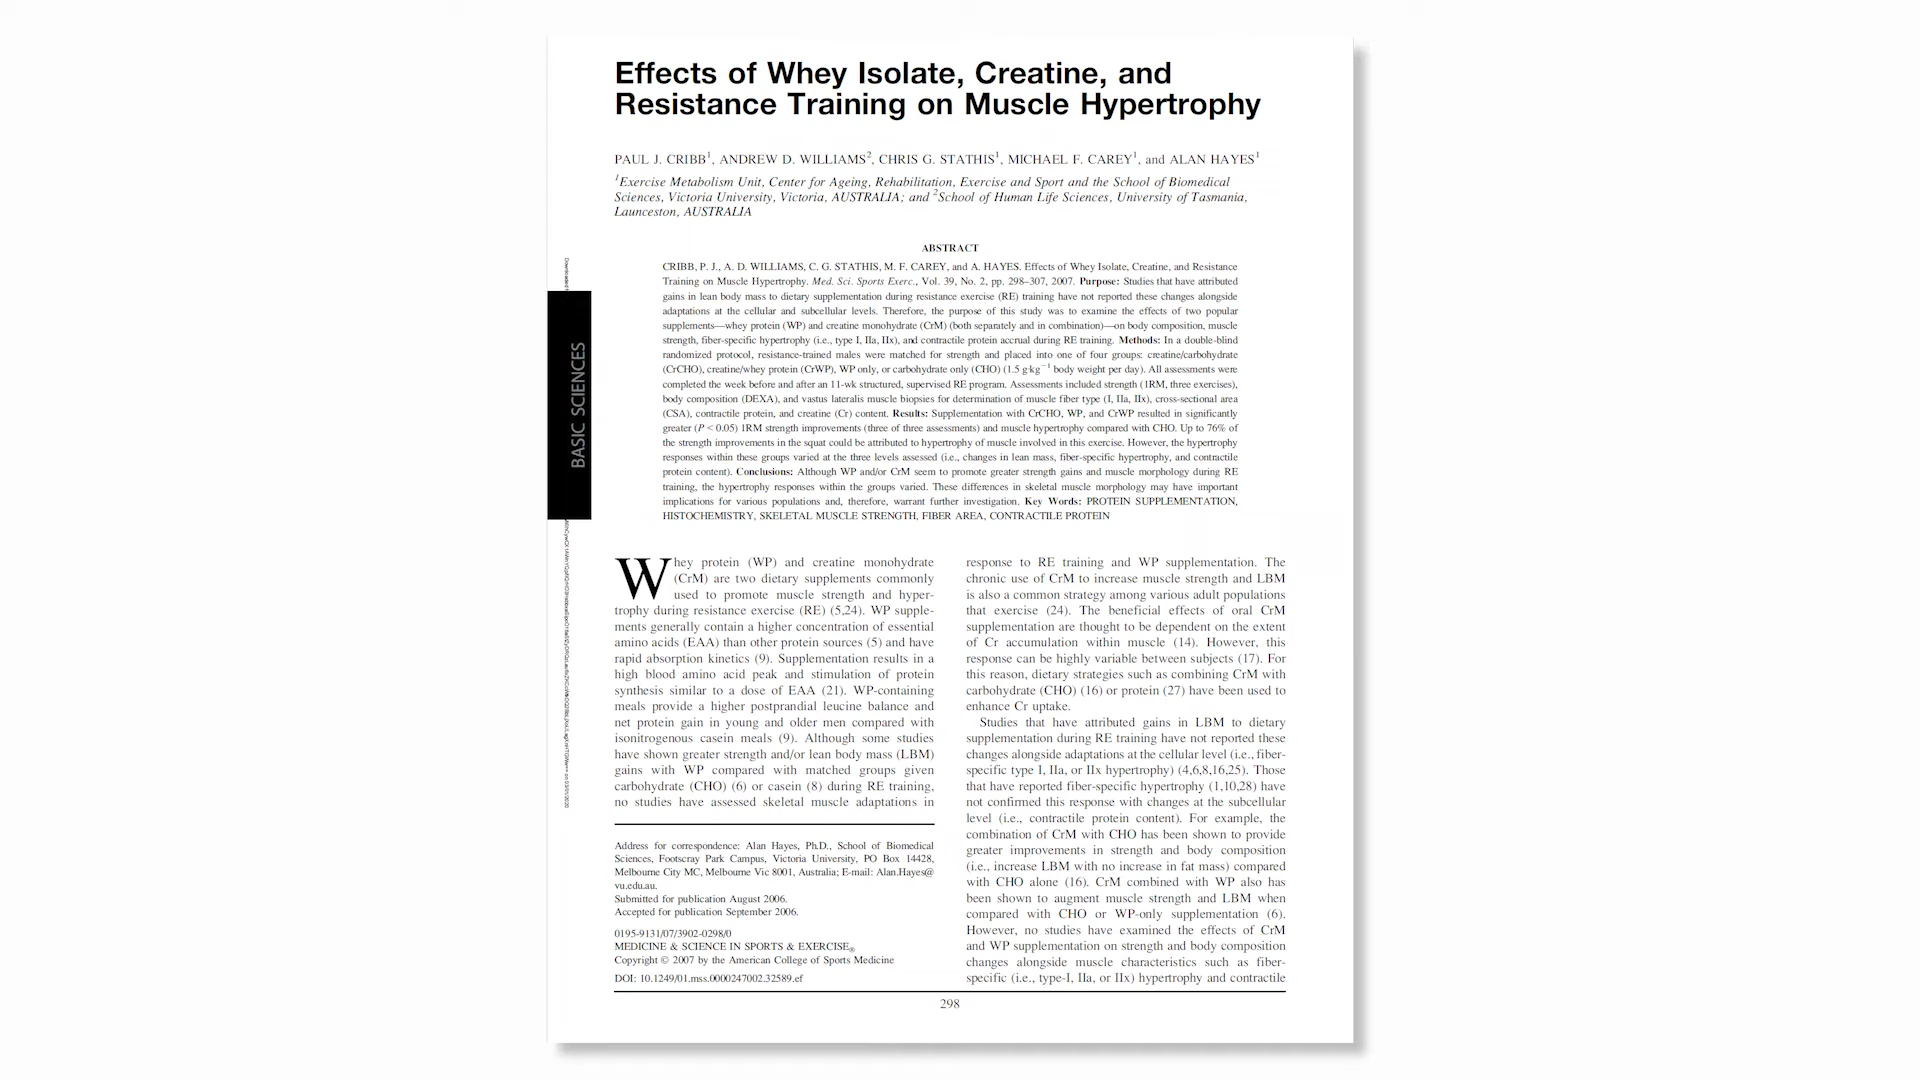 Effects of Whey Isolate, Creatine, and
Resistance Training on Muscle Hypertrophy
PAUL J. CRIBB1, ANDREW D. WILLIAMS2, CHRIS G. STATHIS1, MICHAEL F. CAREY1, and ALAN HAYES1
1Exercise Metabolism Unit, Center for Ageing, Rehabilitation, Exercise and Sport and the School of Biomedical
Sciences, Victoria University, Victoria, AUSTRALIA; and 2School of Human Life Sciences, University of Tasmania,
Launceston, AUSTRALIA
ABSTRACT
CRIBB, P. J., A. D. WILLIAMS, C. G. STATHIS, M. F. CAREY, and A. HAYES. Effects of Whey Isolate, Creatine, and Resistance
Training on Muscle Hypertrophy. Med. Sci. Sports Exerc., Vol. 39, No. 2, pp. 298–307, 2007. Purpose: Studies that have attributed
gains in lean body mass to dietary supplementation during resistance exercise (RE) training have not reported these changes alongside
adaptations at the cellular and subcellular levels. Therefore, the purpose of this study was to examine the effects of two popular
supplements—whey protein (WP) and creatine monohydrate (CrM) (both separately and in combination)—on body composition, muscle
strength, fiber-specific hypertrophy (i.e., type I, IIa, IIx), and contractile protein accrual during RE training. Methods: In a double-blind
randomized protocol, resistance-trained males were matched for strength and placed into one of four groups: creatine/carbohydrate
(CrCHO), creatine/whey protein (CrWP), WP only, or carbohydrate only (CHO) (1.5 g·kg−1 body weight per day). All assessments were
completed the week before and after an 11-wk structured, supervised RE program. Assessments included strength (1RM, three exercises),
body composition (DEXA), and vastus lateralis muscle biopsies for determination of muscle fiber type (I, IIa, IIx), cross-sectional area
(CSA), contractile protein, and creatine (Cr) content. Results: Supplementation with CrCHO, WP, and CrWP resulted in significantly
greater (P < 0.05) 1RM strength improvements (three of three assessments) and muscle hypertrophy compared with CHO. Up to 76% of
the strength improvements in the squat could be attributed to hypertrophy of muscle involved in this exercise. However, the hypertrophy
responses within these groups varied at the three levels assessed (i.e., changes in lean mass, fiber-specific hypertrophy, and contractile
protein content). Conclusions: Although WP and/or CrM seem to promote greater strength gains and muscle morphology during RE
training, the hypertrophy responses within the groups varied. These differences in skeletal muscle morphology may have important
implications for various populations and, therefore, warrant further investigation. Key Words: PROTEIN SUPPLEMENTATION,
HISTOCHEMISTRY, SKELETAL MUSCLE STRENGTH, FIBER AREA, CONTRACTILE PROTEIN
BASIC SCIENCES
Whey protein (WP) and creatine monohydrate
(CrM) are two dietary supplements commonly
used to promote muscle strength and hyper-
trophy during resistance exercise (RE) (5,24). WP supple-
ments generally contain a higher concentration of essential
amino acids (EAA) than other protein sources (5) and have
rapid absorption kinetics (9). Supplementation results in a
high blood amino acid peak and stimulation of protein
synthesis similar to a dose of EAA (21). WP-containing
meals provide a higher postprandial leucine balance and
net protein gain in young and older men compared with
isonitrogenous casein meals (9). Although some studies
have shown greater strength and/or lean body mass (LBM)
gains with WP compared with matched groups given
carbohydrate (CHO) (6) or casein (8) during RE training,
no studies have assessed skeletal muscle adaptations in
Address for correspondence: Alan Hayes, Ph.D., School of Biomedical
Sciences, Footscray Park Campus, Victoria University, PO Box 14428,
Melbourne City MC, Melbourne Vic 8001, Australia; E-mail: Alan.Hayes@
vu.edu.au.
Submitted for publication August 2006.
Accepted for publication September 2006.
0195-9131/07/3902-0298/0
MEDICINE & SCIENCE IN SPORTS & EXERCISE®
Copyright © 2007 by the American College of Sports Medicine
DOI: 10.1249/01.mss.0000247002.32589.ef
response to RE training and WP supplementation. The
chronic use of CrM to increase muscle strength and LBM
is also a common strategy among various adult populations
that exercise (24). The beneficial effects of oral CrM
supplementation are thought to be dependent on the extent
of Cr accumulation within muscle (14). However, this
response can be highly variable between subjects (17). For
this reason, dietary strategies such as combining CrM with
carbohydrate (CHO) (16) or protein (27) have been used to
enhance Cr uptake.
Studies that have attributed gains in LBM to dietary
supplementation during RE training have not reported these
changes alongside adaptations at the cellular level (i.e., fiber-
specific type I, IIa, or IIx hypertrophy) (4,6,8,16,25). Those
that have reported fiber-specific hypertrophy (1,10,28) have
not confirmed this response with changes at the subcellular
level (i.e., contractile protein content). For example, the
combination of CrM with CHO has been shown to provide
greater improvements in strength and body composition
(i.e., increase LBM with no increase in fat mass) compared
with CHO alone (16). CrM combined with WP also has
been shown to augment muscle strength and LBM when
compared with CHO or WP-only supplementation (6).
However, no studies have examined the effects of CrM
and WP supplementation on strength and body composition
changes alongside muscle characteristics such as fiber-
specific (i.e., type-I, IIa, or IIx) hypertrophy and contractile
298